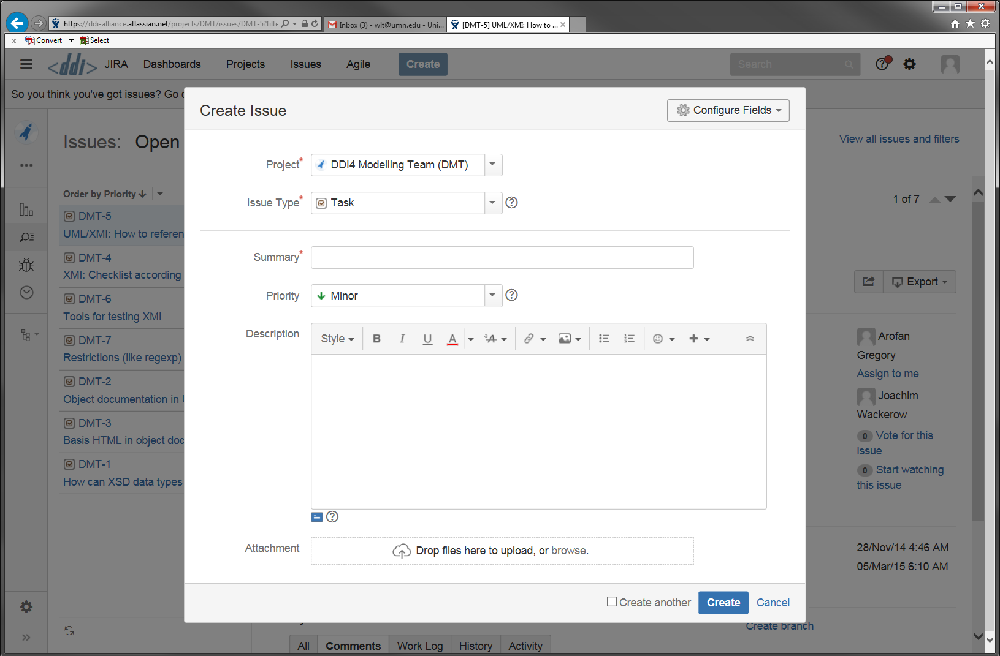 https://ddi-alliance.atlassian.net/projects/DMT/issues/DMT-5?filte
Inbox (3) - wlt@umn.edu - Uni...
[DMT-5] UML/XMI: How to ...
x Convert Select
<ddi> JIRA Dashboards Projects Issues Agile Create Search
So you think you've got issues? Go
Create Issue
Configure Fields
Issues: Open
View all issues and filters
Project* DDI4 Modelling Team (DMT)
Order by Priority
1 of 7
Issue Type* Task
DMT-5
UML/XMI: How to referen
Summary*
DMT-4
XMI: Checklist according
Export
Priority Minor
DMT-6
Tools for testing XMI
Description Style B I U A ªA
DMT-7
Restrictions (like regexp)
Arofan
Gregory
Assign to me
DMT-2
Object documentation in
Joachim
Wackerow
DMT-3
Basis HTML in object doc
0 Vote for this
issue
DMT-1
How can XSD data types
0 Start watching
this issue
Attachment Drop files here to upload, or browse.
28/Nov/14 4:46 AM
05/Mar/15 6:10 AM
Create another Create Cancel
Create branch
All Comments Work Log History Activity